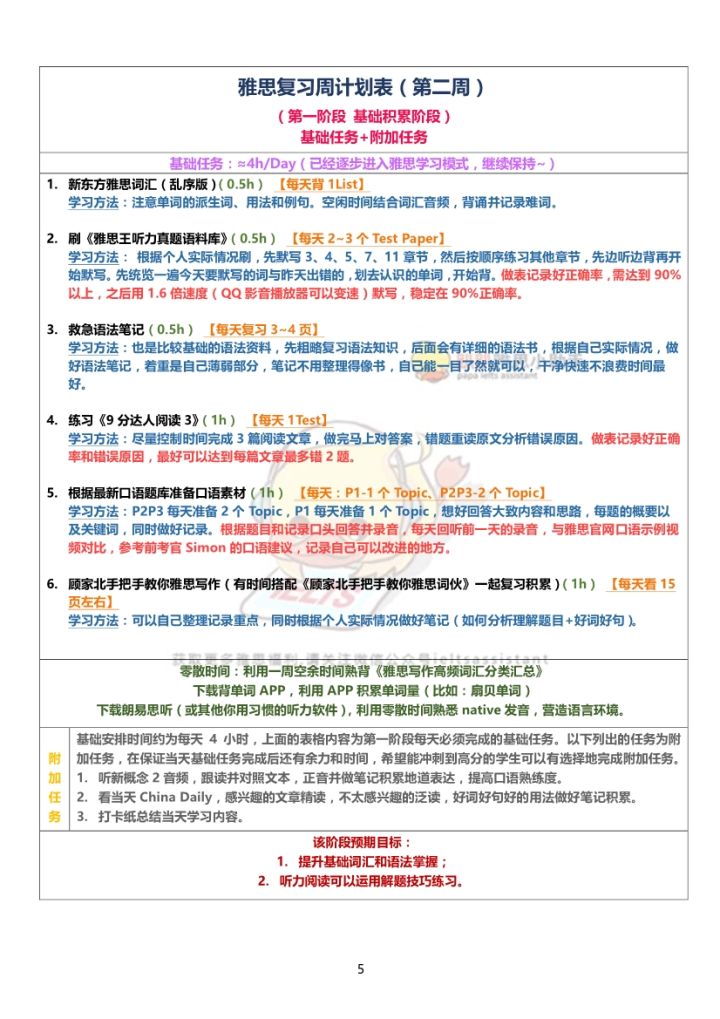 雅思复习周计划表（第二周）
（第一阶段 基础积累阶段）
基础任务+附加任务
基础任务：≈4h/Day（已经逐步进入雅思学习模式，继续保持~）
1. 新东方雅思词汇（乱序版）（0.5h）【每天背 1List】
学习方法：注意单词的派生词、用法和例句。空闲时间结合词汇音频，背诵并记录难词。
2. 刷《雅思王听力真题语料库》（0.5h）【每天 2~3 个 Test Paper】
学习方法： 根据个人实际情况刷，先默写 3、4、5、7、11 章节，然后按顺序练习其他章节，先边听边背再开
始默写。先统览一遍今天要默写的词与昨天出错的，划去认识的单词，开始背。做表记录好正确率，需达到 90%
以上，之后用 1.6 倍速度（QQ 影音播放器可以变速）默写，稳定在 90%正确率。
3. 救急语法笔记（0.5h）【每天复习 3~4 页】
学习方法：也是比较基础的语法资料，先粗略复习语法知识，后面会有详细的语法书，根据自己实际情况，做
好语法笔记，着重是自己薄弱部分，笔记不用整理得像书，自己能一目了然就可以，干净快速不浪费时间最
好。
papa ielts assistant
4. 练习《9 分达人阅读 3》（1h）【每天 1Test】
学习方法：尽量控制时间完成 3 篇阅读文章，做完马上对答案，错题重读原文分析错误原因。做表记录好正确
率和错误原因，最好可以达到每篇文章最多错 2 题。
5. 根据最新口语题库准备口语素材（1h）【每天：P1-1 个 Topic、P2P3-2 个 Topic】
学习方法：P2P3 每天准备 2 个 Topic，P1 每天准备 1 个 Topic，想好回答大致内容和思路，每题的概要以
及关键词，同时做好记录。根据题目和记录口头回答并录音，每天回听前一天的录音，与雅思官网口语示例视
频对比，参考前考官 Simon 的口语建议，记录自己可以改进的地方。
6. 顾家北手把手教你雅思写作（有时间搭配《顾家北手把手教你雅思词伙》一起复习积累）（1h）【每天看 15
页左右】
学习方法：可以自己整理记录重点，同时根据个人实际情况做好笔记（如何分析理解题目+好词好句）。
IELTS
获取更多雅思福利,请关注微信公众号ieltsassistant
零散时间：利用一周空余时间熟背《雅思写作高频词汇分类汇总》
下载背单词 APP，利用 APP 积累单词量（比如：扇贝单词）
下载朗易思听（或其他你用习惯的听力软件），利用零散时间熟悉 native 发音，营造语言环境。
附加任务
基础安排时间约为每天 4 小时，上面的表格内容为第一阶段每天必须完成的基础任务。以下列出的任务为附
加任务，在保证当天基础任务完成后还有余力和时间，希望能冲刺到高分的学生可以有选择地完成附加任务。
1. 听新概念 2 音频，跟读并对照文本，正音并做笔记积累地道表达，提高口语熟练度。
2. 看当天 China Daily，感兴趣的文章精读，不太感兴趣的泛读，好词好句好的用法做好笔记积累。
3. 打卡纸总结当天学习内容。
该阶段预期目标：
1. 提升基础词汇和语法掌握；
2. 听力阅读可以运用解题技巧练习。
5